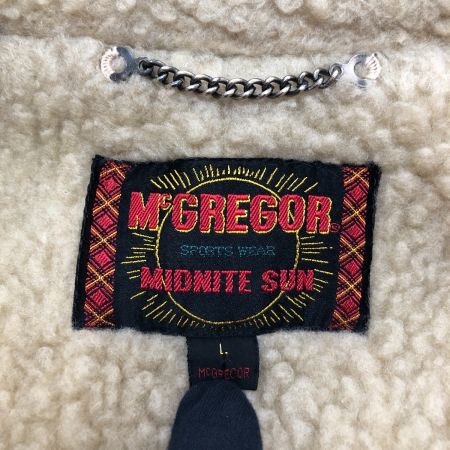 McGREGOR
SPORTS WEAR
MIDNITE SUN
L
McGREGOR